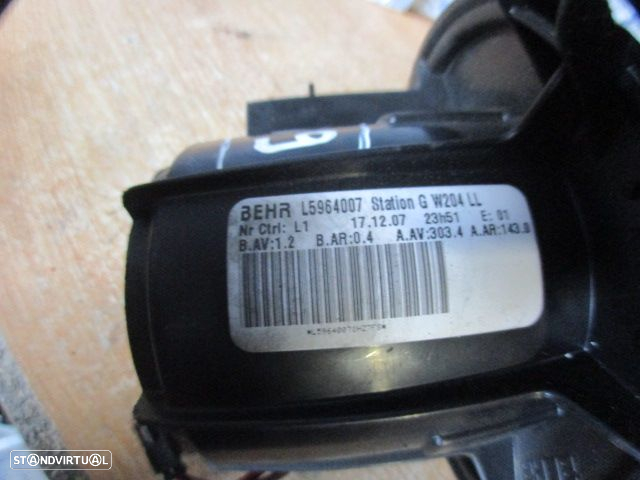 BEHR L5964007 Station G W204 LL
Nr Ctrl: L1 17.12.07 23h51 E: 01
B.AV:1.2 B.AR:0.4 A.AV:303.4 A.AR:143.0
STANDVIRTUAL